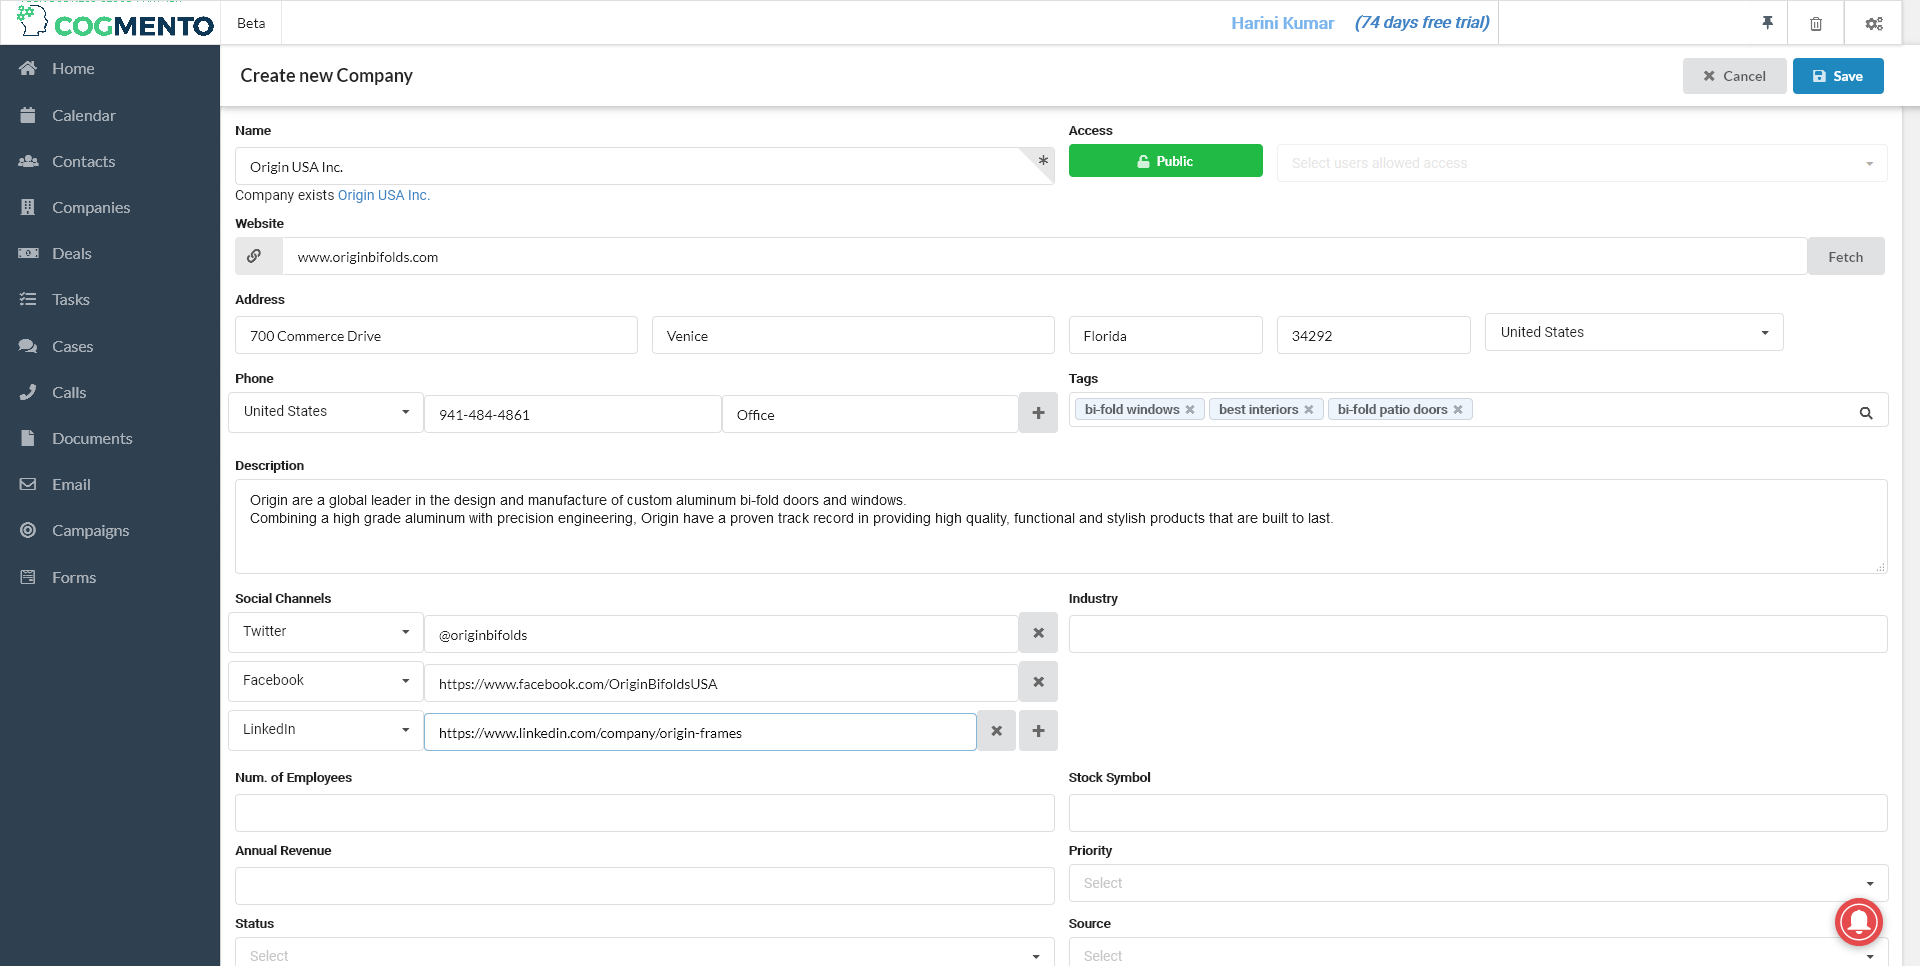 COGMENTO
Beta
Harini Kumar
(74 days free trial)
Home
Calendar
Contacts
Companies
Deals
Tasks
Cases
Calls
Documents
Email
Campaigns
Forms
Create new Company
Cancel
Save
Name
Access
Origin USA Inc.
*
Public
Select users allowed access
Company exists Origin USA Inc.
Website
www.originbifolds.com
Fetch
Address
700 Commerce Drive
Venice
Florida
34292
United States
Phone
Tags
United States
941-484-4861
Office
bi-fold windows
best interiors
bi-fold patio doors
Description
Origin are a global leader in the design and manufacture of custom aluminum bi-fold doors and windows.
Combining a high grade aluminum with precision engineering, Origin have a proven track record in providing high quality, functional and stylish products that are built to last.
Social Channels
Industry
Twitter
@originbifolds
Facebook
https://www.facebook.com/OriginBifoldsUSA
LinkedIn
https://www.linkedin.com/company/origin-frames
Num. of Employees
Stock Symbol
Annual Revenue
Priority
Select
Status
Source
Select
Select